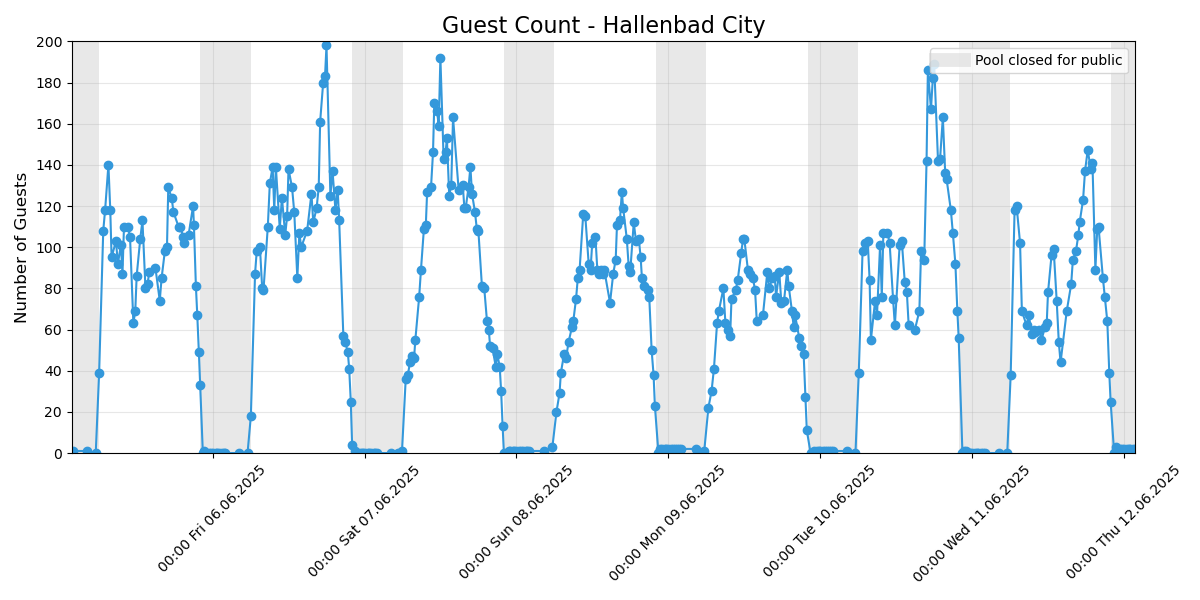 Guest Count - Hallenbad City
Pool closed for public
Number of Guests
200
180
160
140
120
100
80
60
40
20
0
00:00 Fri 06.06.2025
00:00 Sat 07.06.2025
00:00 Sun 08.06.2025
00:00 Mon 09.06.2025
00:00 Tue 10.06.2025
00:00 Wed 11.06.2025
00:00 Thu 12.06.2025